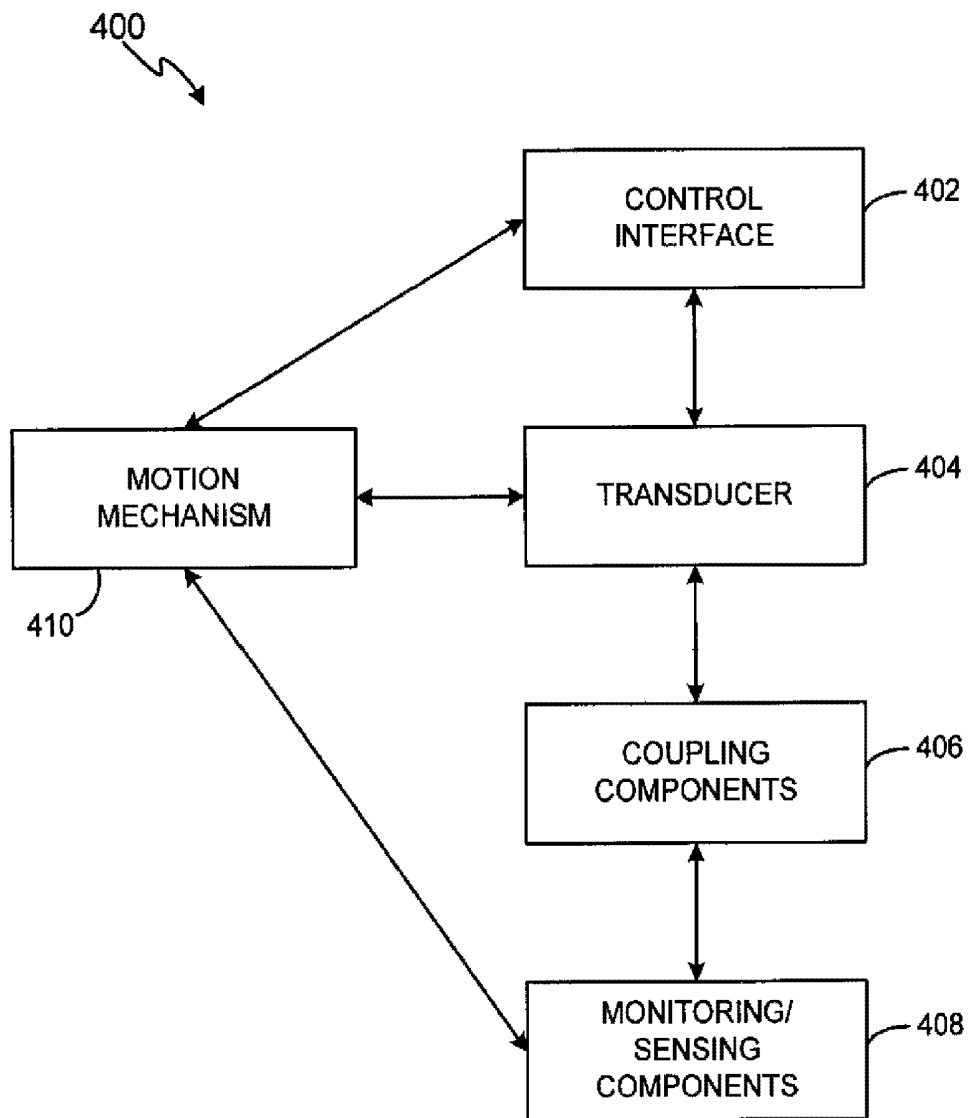 400
CONTROL
INTERFACE
402
MOTION
MECHANISM
410
TRANSDUCER
404
COUPLING
COMPONENTS
406
MONITORING/
SENSING
COMPONENTS
408